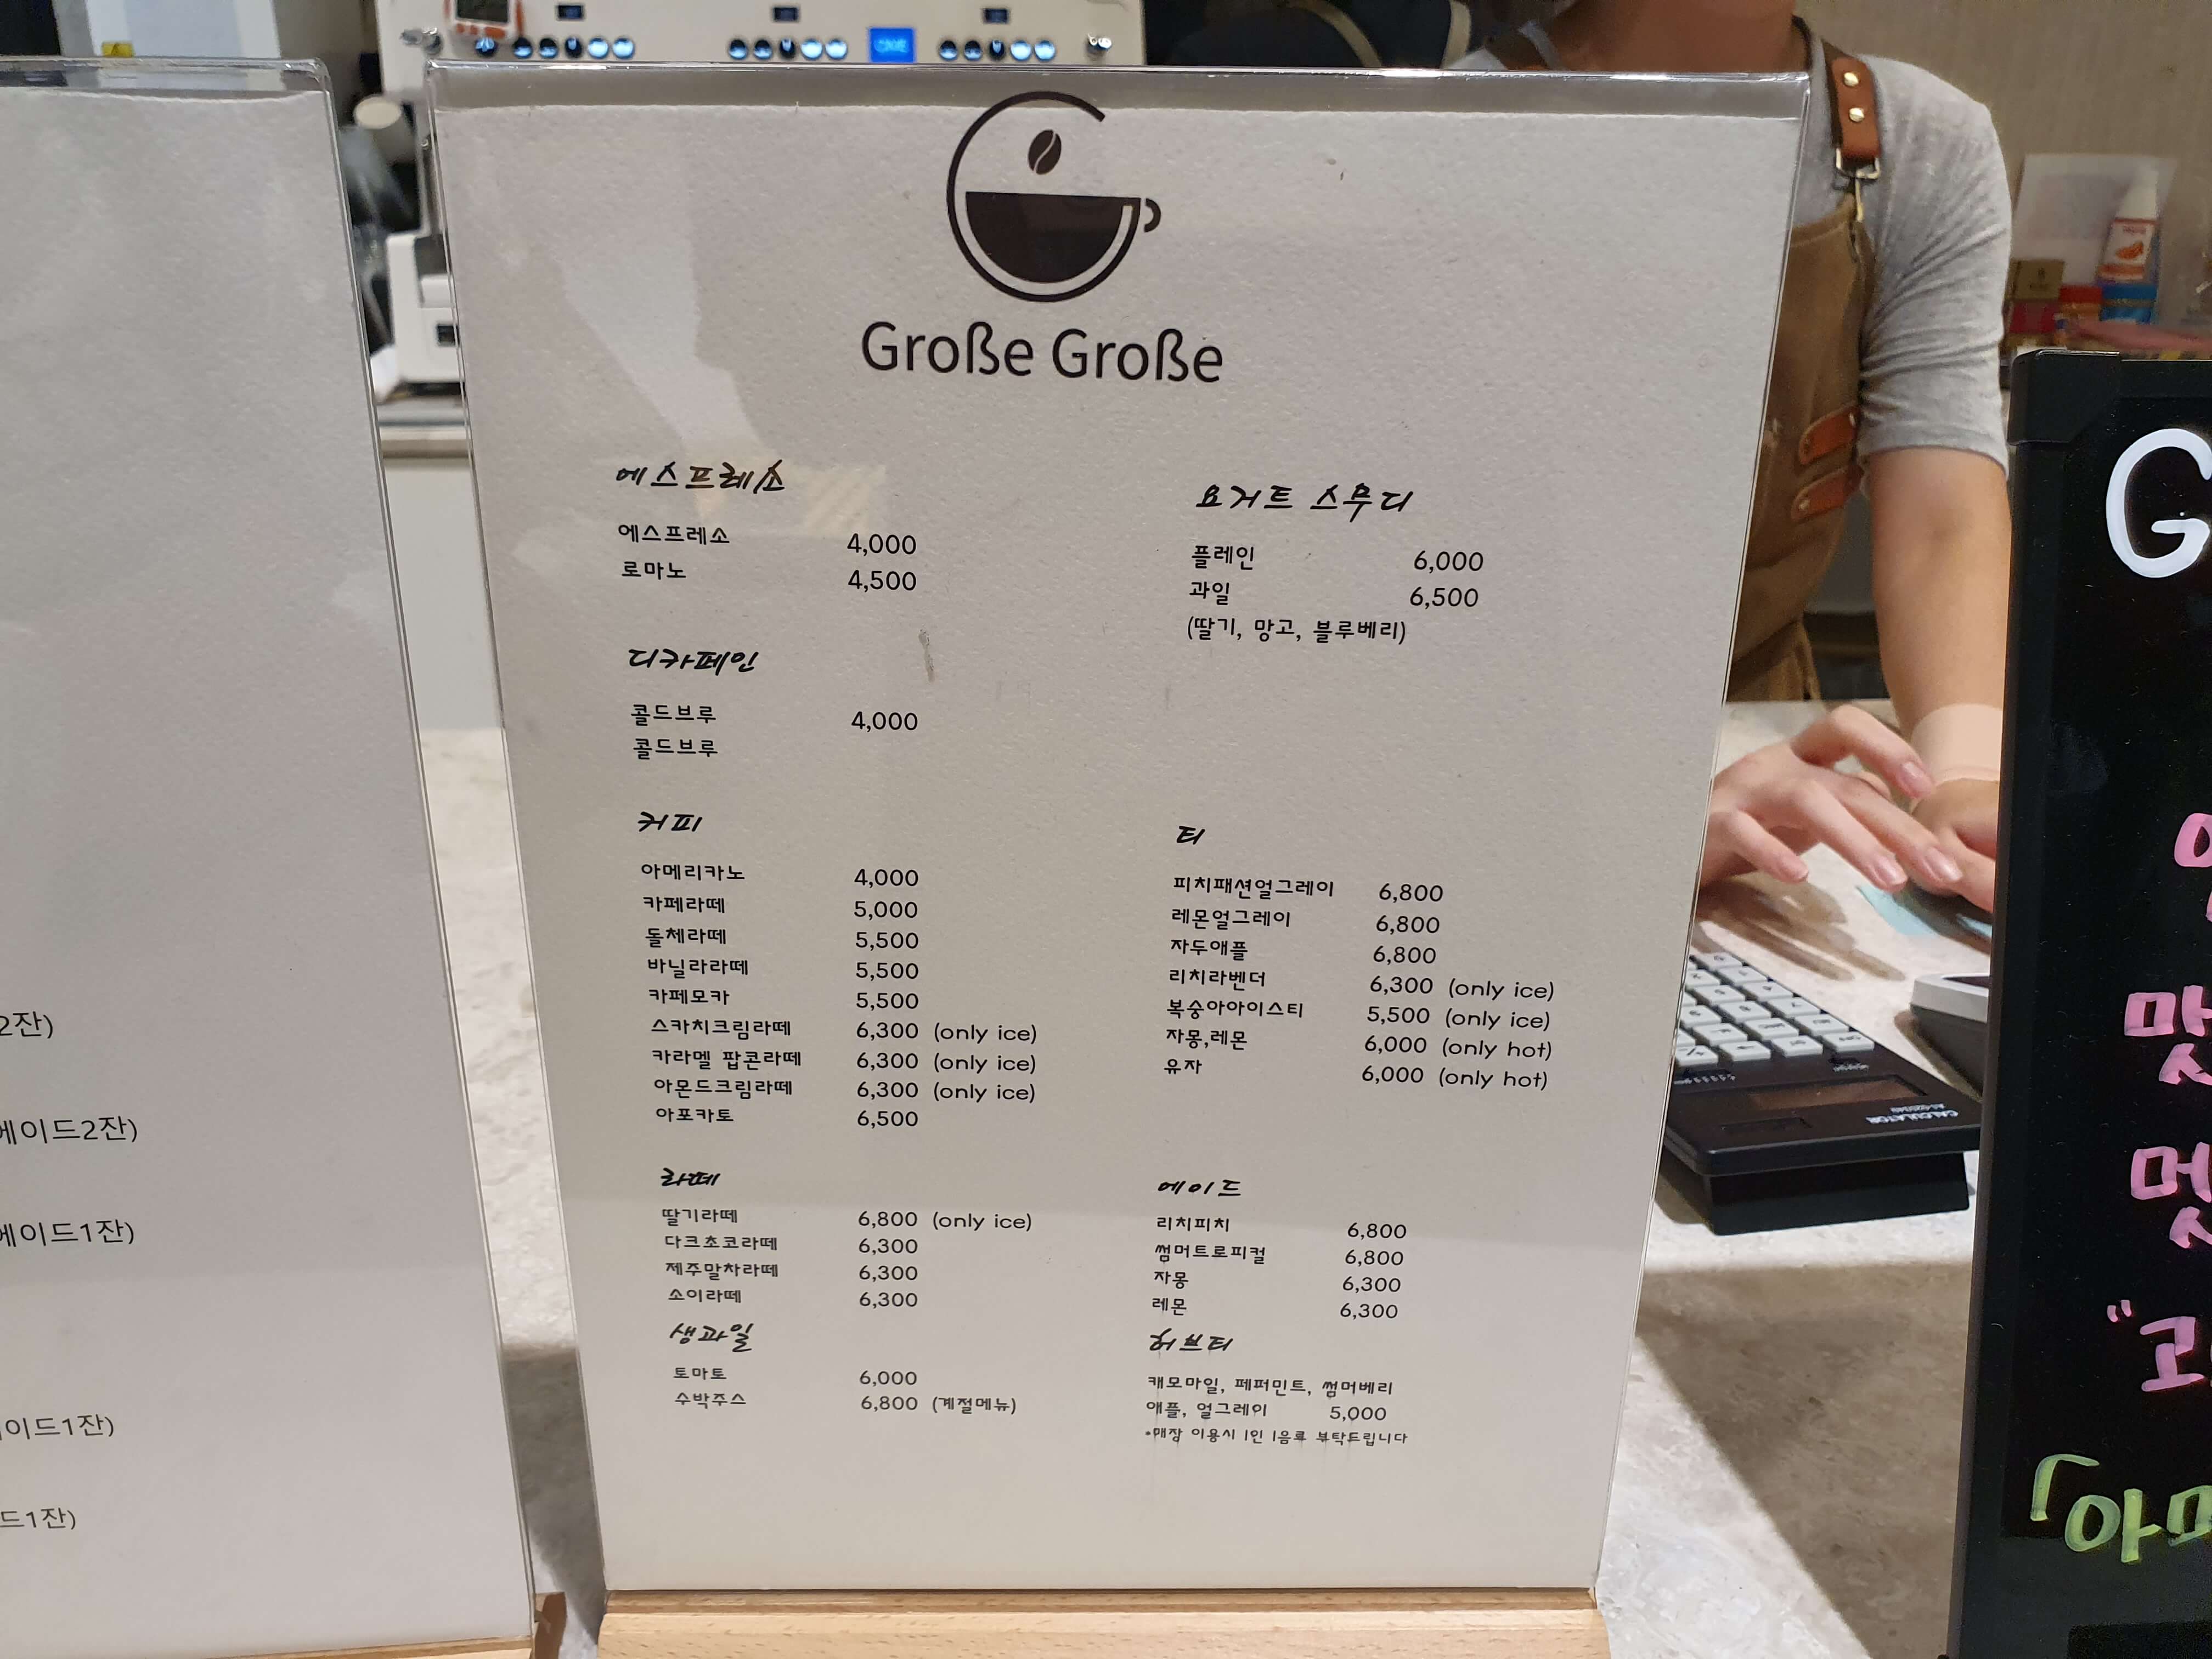 Große Große
에스프레소
에스프레소 4,000
로마노 4,500
디카페인
콜드브루 4,000
콜드브루
커피
아메리카노 4,000
카페라떼 5,000
돌체라떼 5,500
바닐라라떼 5,500
카페모카 5,500
스카치크림라떼 6,300 (only ice)
카라멜 팝콘라떼 6,300 (only ice)
아몬드크림라떼 6,300 (only ice)
아포카토 6,500
라떼
딸기라떼 6,800 (only ice)
다크초코라떼 6,300
제주말차라떼 6,300
소이라떼 6,300
생과일
토마토 6,000
수박주스 6,800 (계절메뉴)
요거트 스무디
플레인 6,000
과일 6,500
(딸기, 망고, 블루베리)
티
피치패션얼그레이 6,800
레몬얼그레이 6,800
자두애플 6,800
리치라벤더 6,300 (only ice)
복숭아아이스티 5,500 (only ice)
자몽,레몬 6,000 (only hot)
유자 6,000 (only hot)
에이드
리치피치 6,800
썸머트로피컬 6,800
자몽 6,300
레몬 6,300
허브티
캐모마일, 페퍼민트, 썸머베리
애플, 얼그레이 5,000
*매장 이용시 1인 1음료 부탁드립니다
2잔)
에이드2잔)
에이드1잔)
이드1잔)
드1잔)
CALCULATOR
G